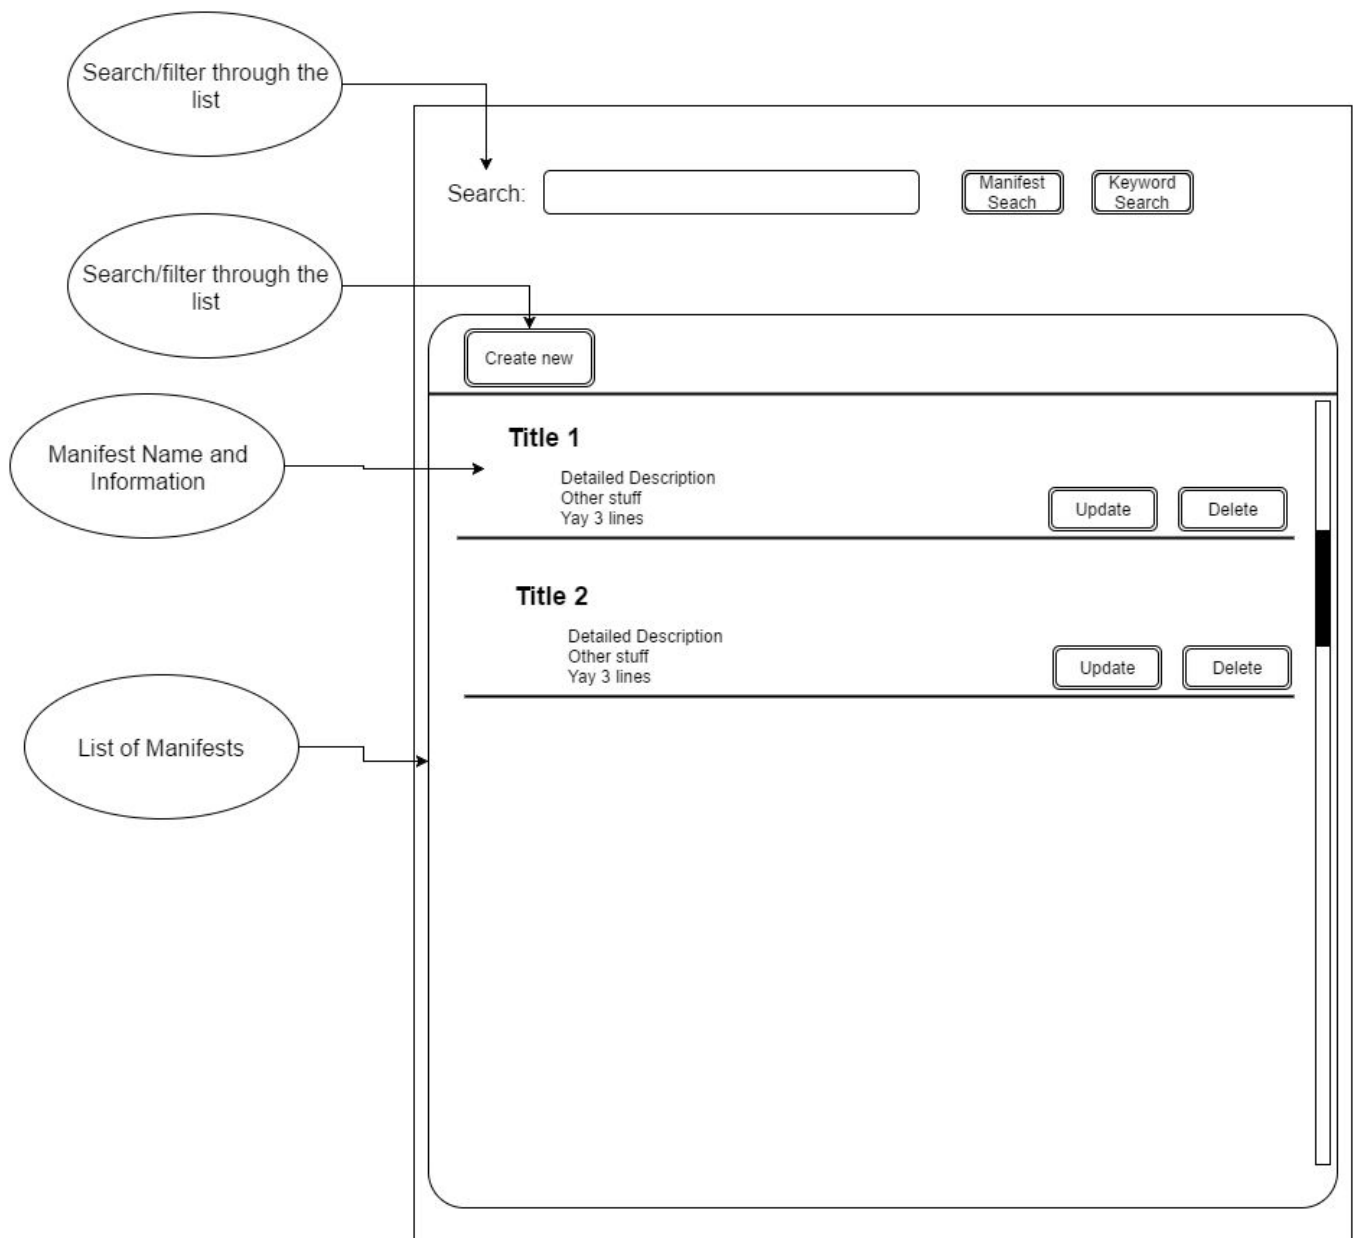 Search/filter through the
list
Search:
Manifest
Seach
Keyword
Search
Search/filter through the
list
Create new
Manifest Name and
Information
Title 1
Detailed Description
Other stuff
Yay 3 lines
Update
Delete
Title 2
Detailed Description
Other stuff
Yay 3 lines
Update
Delete
List of Manifests